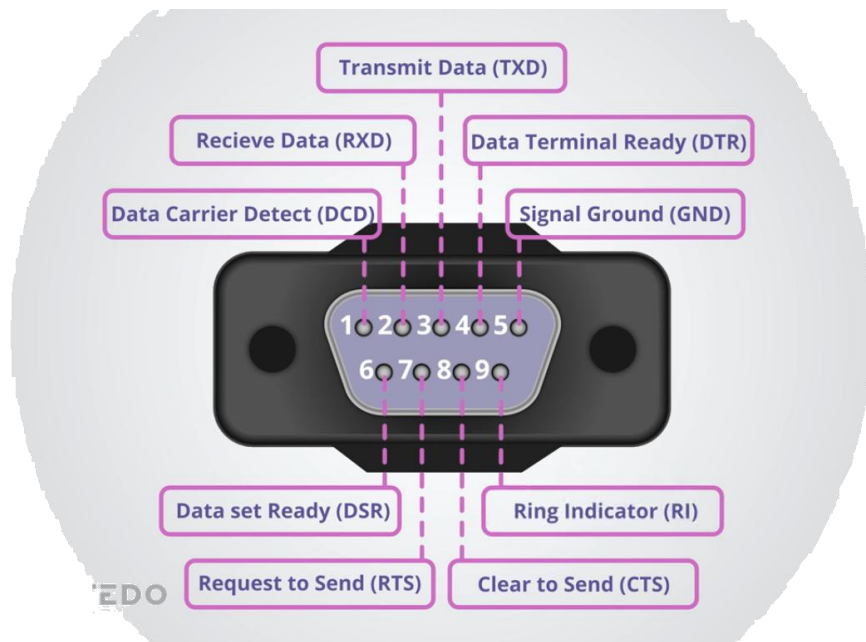 Transmit Data (TXD)
Recieve Data (RXD)
Data Terminal Ready (DTR)
Data Carrier Detect (DCD)
Signal Ground (GND)
1 2 3 4 5
6 7 8 9
Data set Ready (DSR)
Ring Indicator (RI)
Request to Send (RTS)
Clear to Send (CTS)
TEDO